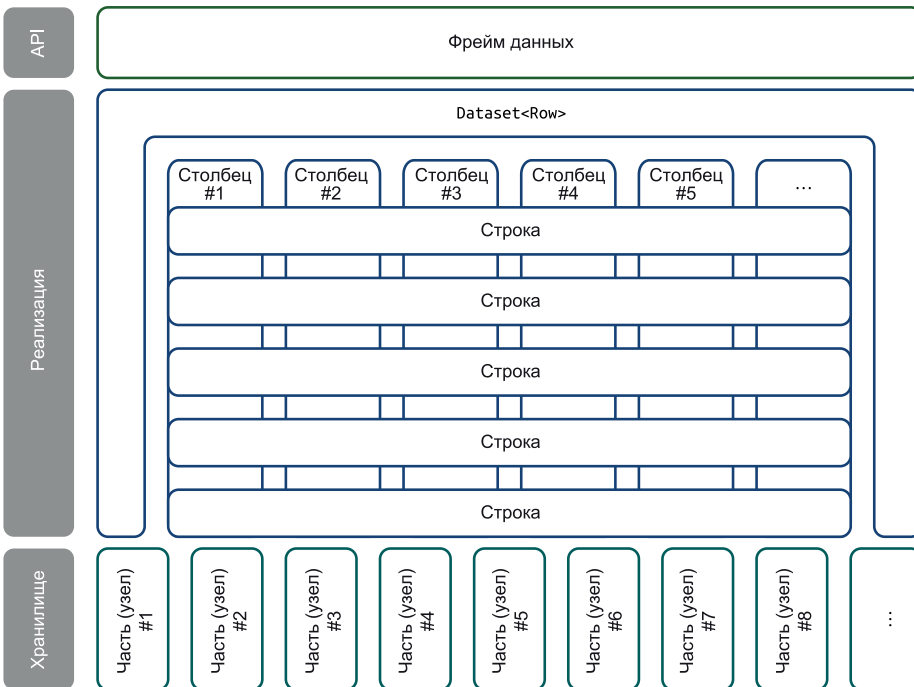 API
Фрейм данных
Реализация
Dataset<Row>
Столбец
#1
Столбец
#2
Столбец
#3
Столбец
#4
Столбец
#5
...
Строка
Строка
Строка
Строка
Строка
Хранилище
Часть (узел)
#1
Часть (узел)
#2
Часть (узел)
#3
Часть (узел)
#4
Часть (узел)
#5
Часть (узел)
#6
Часть (узел)
#7
Часть (узел)
#8
...